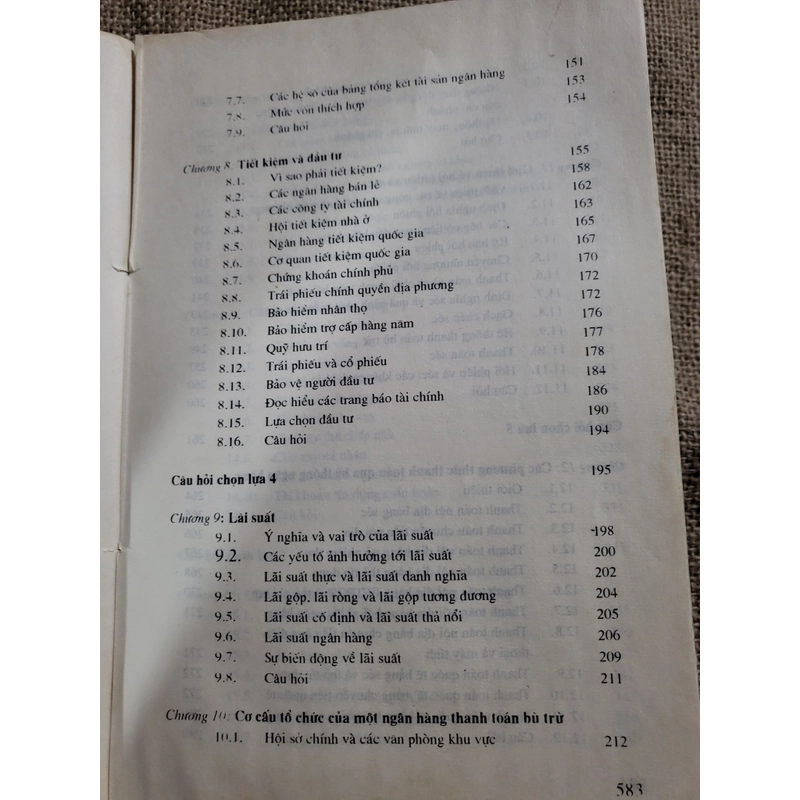 7.7. Các hệ số của bảng tổng kết tài sản ngân hàng 151
7.8. Mức vốn thích hợp 153
7.9. Câu hỏi 154
Chương 8 Tiết kiệm và đầu tư 155
8.1. Vì sao phải tiết kiệm? 158
8.2. Các ngân hàng bán lẻ 162
8.3. Các công ty tài chính 163
8.4. Hội tiết kiệm nhà ở 165
8.5. Ngân hàng tiết kiệm quốc gia 167
8.6. Cơ quan tiết kiệm quốc gia 170
8.7. Chứng khoán chính phủ 172
8.8. Trái phiếu chính quyền địa phương 172
8.9. Bảo hiểm nhân thọ 176
8.10. Bảo hiểm trợ cấp hàng năm 177
8.11. Quỹ hưu trí 178
8.12. Trái phiếu và cổ phiếu 184
8.13. Bảo vệ người đầu tư 186
8.14. Đọc hiểu các trang báo tài chính 190
8.15. Lựa chọn đầu tư 194
8.16. Câu hỏi
Câu hỏi chọn lựa 4 195
Chương 9: Lãi suất
9.1. Ý nghĩa và vai trò của lãi suất 198
9.2. Các yếu tố ảnh hưởng tới lãi suất 200
9.3. Lãi suất thực và lãi suất danh nghĩa 202
9.4. Lãi gộp, lãi ròng và lãi gộp tương đương 204
9.5. Lãi suất cố định và lãi suất thả nổi 205
9.6. Lãi suất ngân hàng 206
9.7. Sự biến động về lãi suất 209
9.8. Câu hỏi 211
Chương 10: Cơ cấu tổ chức của một ngân hàng thanh toán bù trừ
10.1. Hội sở chính và các văn phòng khu vực 212
583